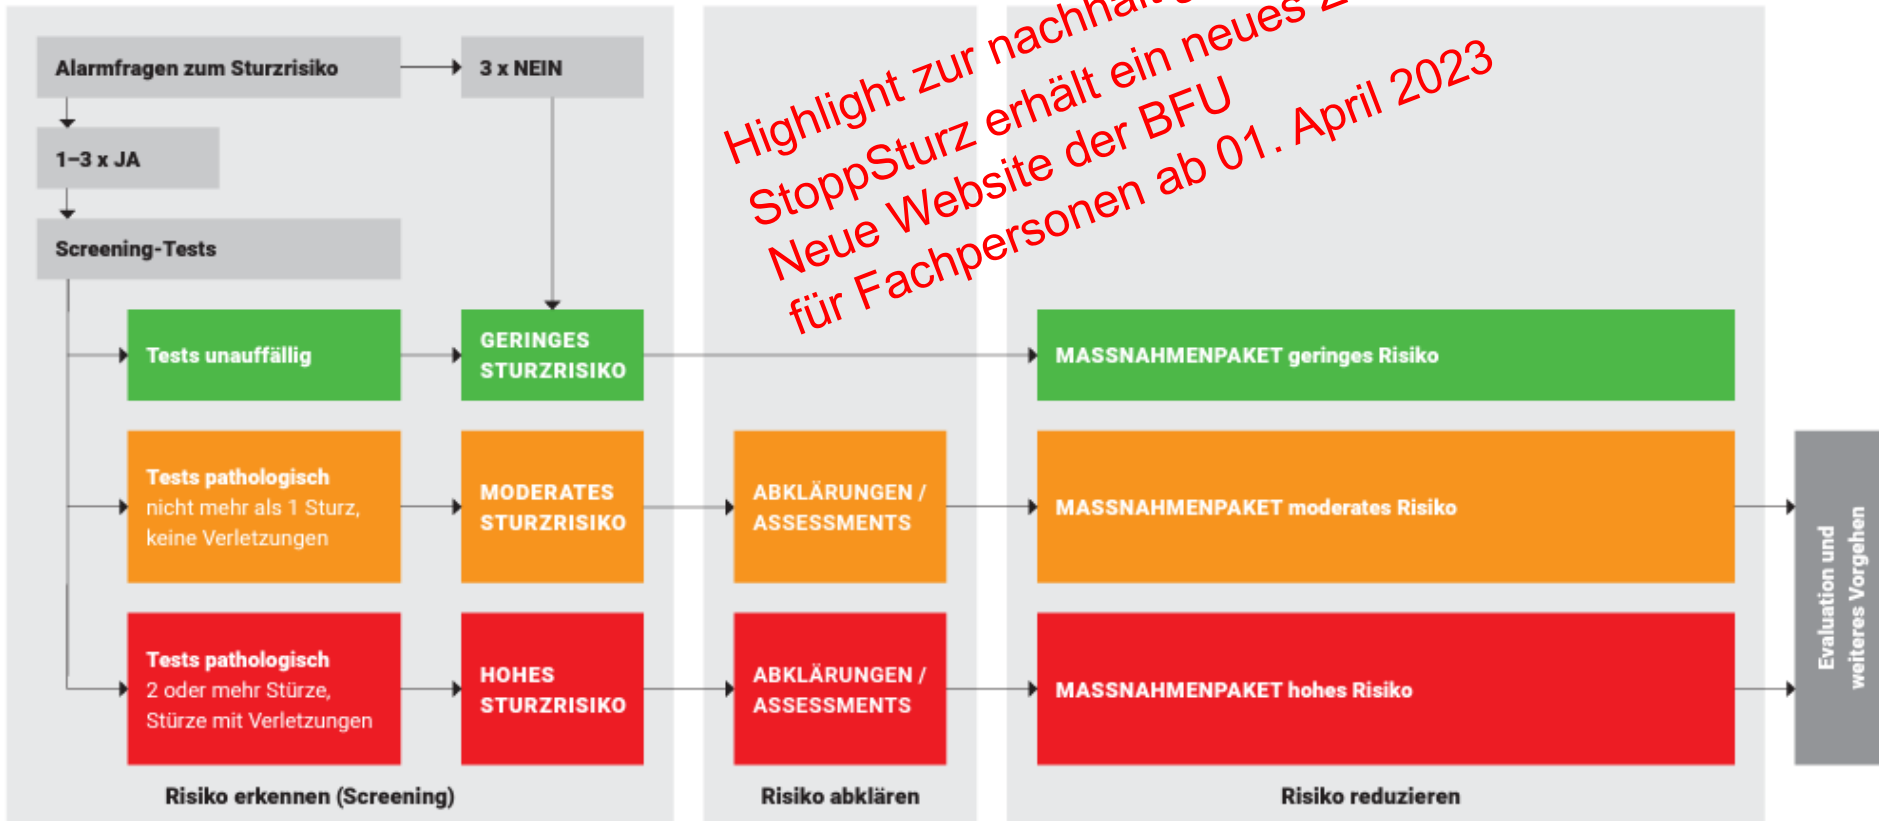 Alarmfragen zum Sturzrisiko
3 x NEIN
1–3 x JA
Screening-Tests
Highlight zur
StoppSturz erhält ein neues
Neue Website der BFU
für Fachpersonen ab 01. April 2023
Tests unauffällig
GERINGES
STURZRISIKO
MASSNAHMENPAKET geringes Risiko
Tests pathologisch
nicht mehr als 1 Sturz,
keine Verletzungen
MODERATES
STURZRISIKO
ABKLÄRUNGEN /
ASSESSMENTS
MASSNAHMENPAKET moderates Risiko
Tests pathologisch
2 oder mehr Stürze,
Stürze mit Verletzungen
HOHES
STURZRISIKO
ABKLÄRUNGEN /
ASSESSMENTS
MASSNAHMENPAKET hohes Risiko
Evaluation und
weiteres Vorgehen
Risiko erkennen (Screening)
Risiko abklären
Risiko reduzieren